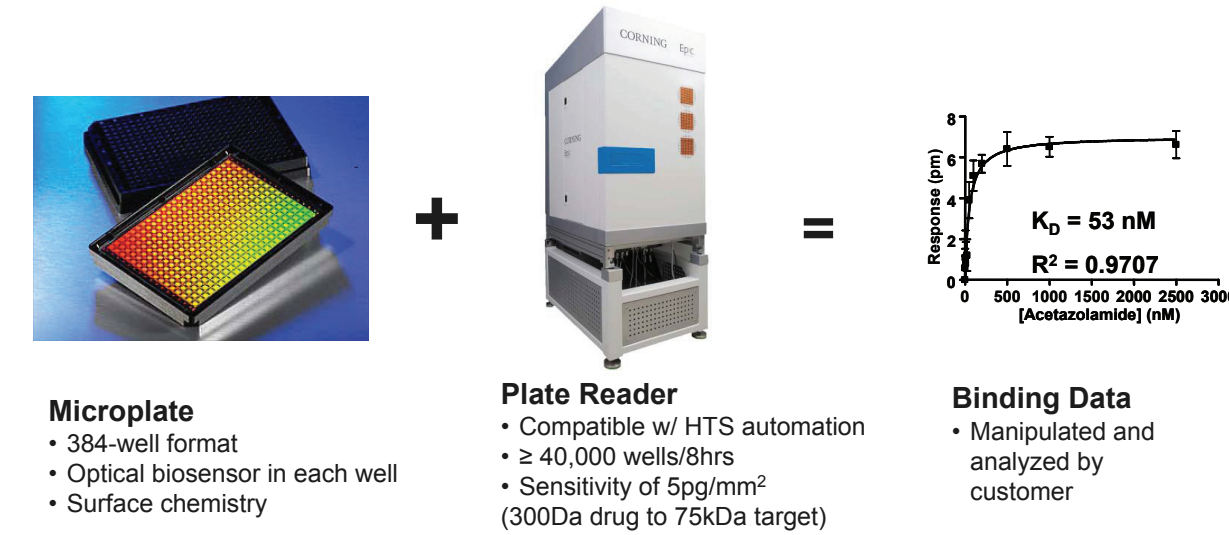 CORNING Epic
CORNING
Epic
+
=
8
6
4
2
0
Response (pm)
K_D = 53 nM
R² = 0.9707
0 500 1000 1500 2000 2500 3000
[Acetazolamide] (nM)
Microplate
• 384-well format
• Optical biosensor in each well
• Surface chemistry
Plate Reader
• Compatible w/ HTS automation
• ≥ 40,000 wells/8hrs
• Sensitivity of 5pg/mm²
(300Da drug to 75kDa target)
Binding Data
• Manipulated and
analyzed by
customer